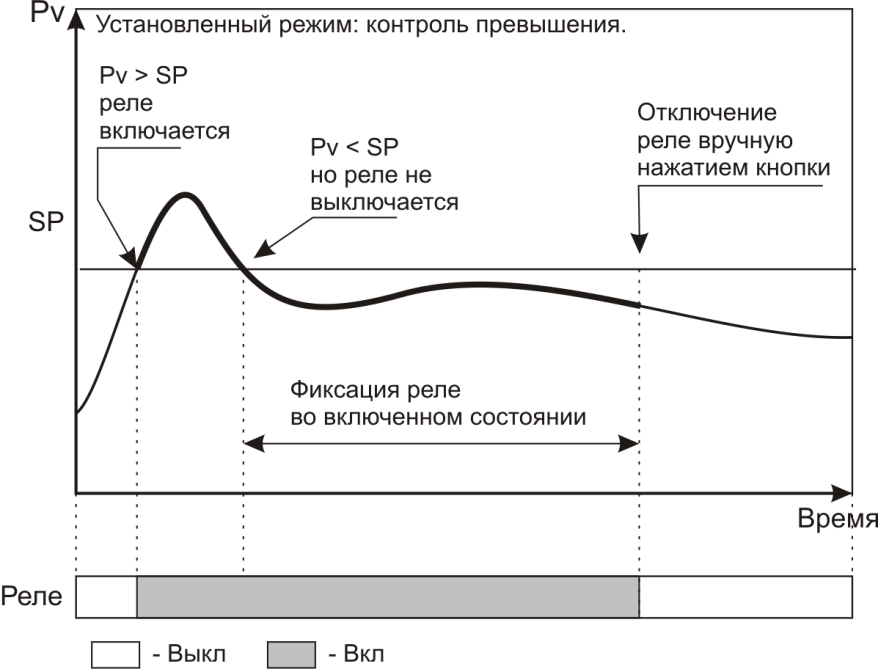 Pv
Установленный режим: контроль превышения.
Pv > SP
реле
включается
Pv < SP
но реле не
выключается
Отключение
реле вручную
нажатием кнопки
SP
Фиксация реле
во включенном состоянии
Время
Реле
- Выкл
- Вкл